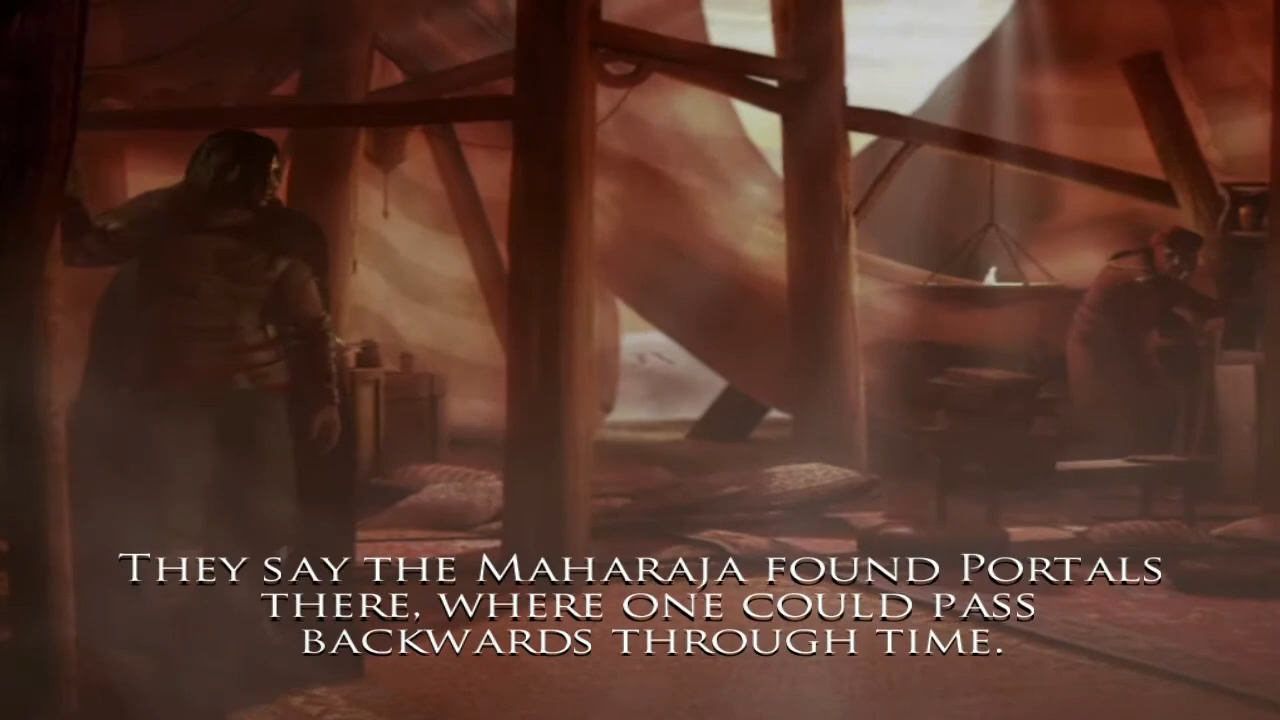 They say the Maharaja found Portals
there, where one could pass
backwards through time.